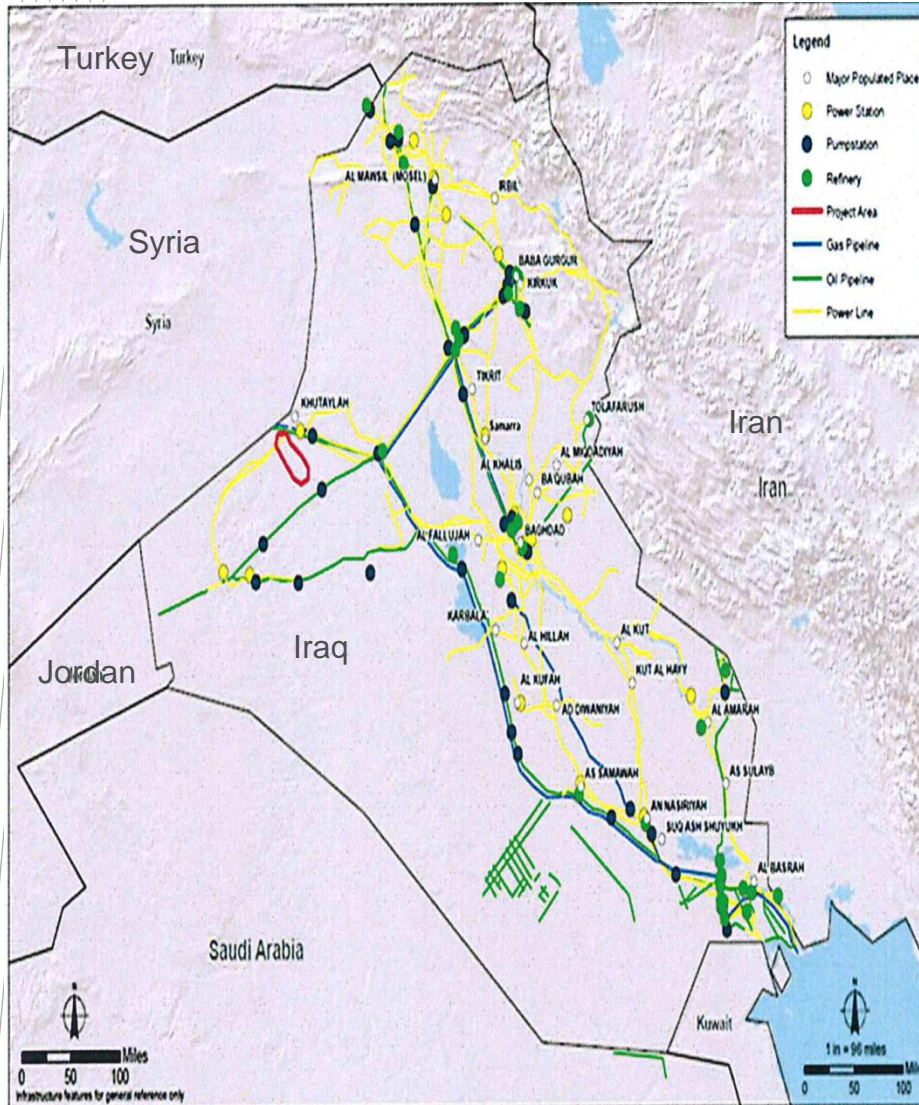 Turkey
Turkey
Legend
Major Populated Place
Power Station
Pumpstation
Refinery
Project Area
Gas Pipeline
Oil Pipeline
Power Line
AL MAWSIL (MOSEL)
IRBIL
Syria
BABA GURGUR
KIRKUK
Syria
TIKRIT
KHUTAYLAH
TOLAFARUSH
Samarra
Iran
AL MIQDADIYAH
AL KHALIS
BA QUBAH
Iran
AL FALLUJAH
BAGHDAD
KARBALA'
AL HILLAH
AL KUT
Iraq
Jordan
AL KUFAH
KUT AL HAYY
AD DIWANIYAH
AL AMARAH
AS SAMAWAH
AS SULAYB
AN NASIRIYAH
SUQ ASH SHUYUKH
AL BASRAH
Saudi Arabia
Kuwait
N
N
Miles
0 50 100
Infrastructure features for general reference only
1 in = 96 miles
Mil
0 50 100